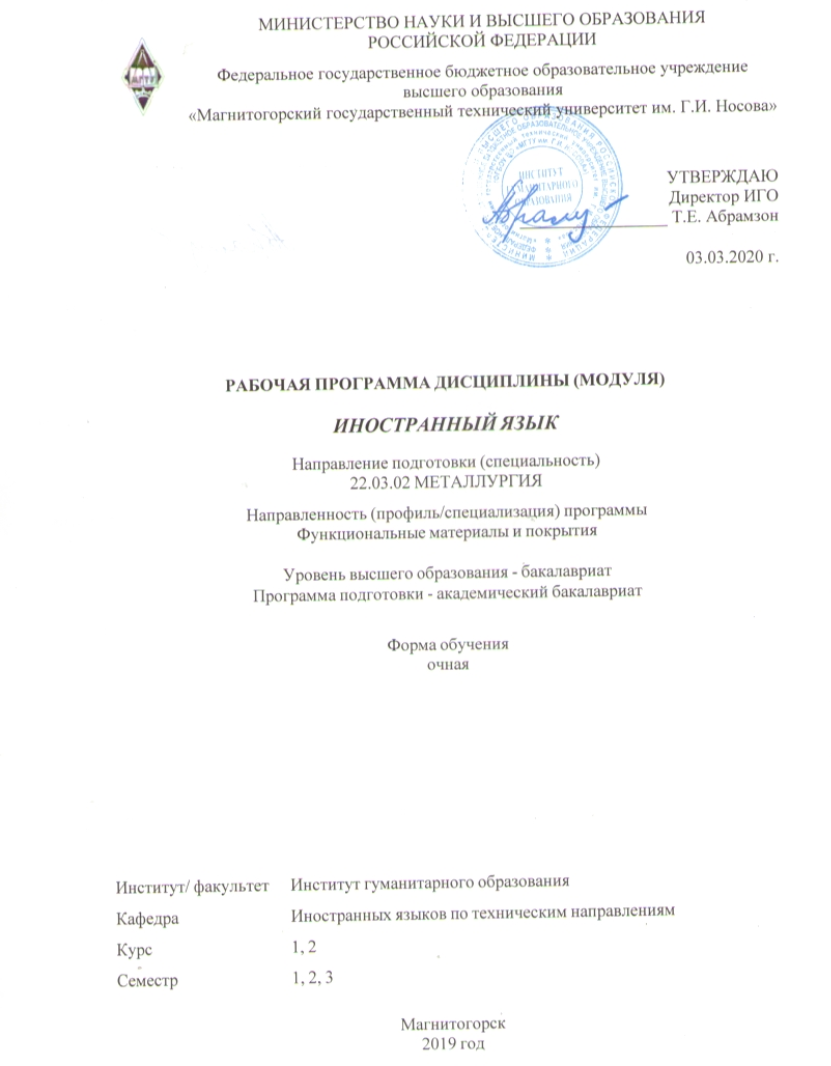 МИНИСТЕРСТВО НАУКИ И ВЫСШЕГО ОБРАЗОВАНИЯ
РОССИЙСКОЙ ФЕДЕРАЦИИ
Федеральное государственное бюджетное образовательное учреждение
высшего образования
«Магнитогорский государственный технический университет им. Г.И. Носова»
ИНСТИТУТ
ГУМАНИТАРНОГО
ОБРАЗОВАНИЯ
УТВЕРЖДАЮ
Директор ИГО
Т.Е. Абрамзон
03.03.2020 г.
РАБОЧАЯ ПРОГРАММА ДИСЦИПЛИНЫ (МОДУЛЯ)
ИНОСТРАННЫЙ ЯЗЫК
Направление подготовки (специальность)
22.03.02 МЕТАЛЛУРГИЯ
Направленность (профиль/специализация) программы
Функциональные материалы и покрытия
Уровень высшего образования - бакалавриат
Программа подготовки - академический бакалавриат
Форма обучения
очная
Институт/ факультет Институт гуманитарного образования
Кафедра Иностранных языков по техническим направлениям
Курс 1, 2
Семестр 1, 2, 3
Магнитогорск
2019 год